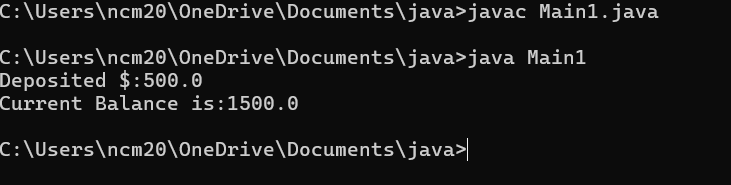 C:\Users\ncm20\OneDrive\Documents\java>javac Main1.java
C:\Users\ncm20\OneDrive\Documents\java>java Main1
Deposited $:500.0
Current Balance is:1500.0
C:\Users\ncm20\OneDrive\Documents\java>